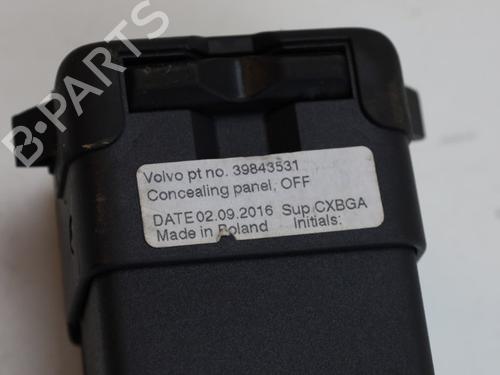 B-PARTS
Volvo pt no. 39843531
Concealing panel, OFF
DATE 02.09.2016 Sup.CXBGA
Made in Poland Initials: